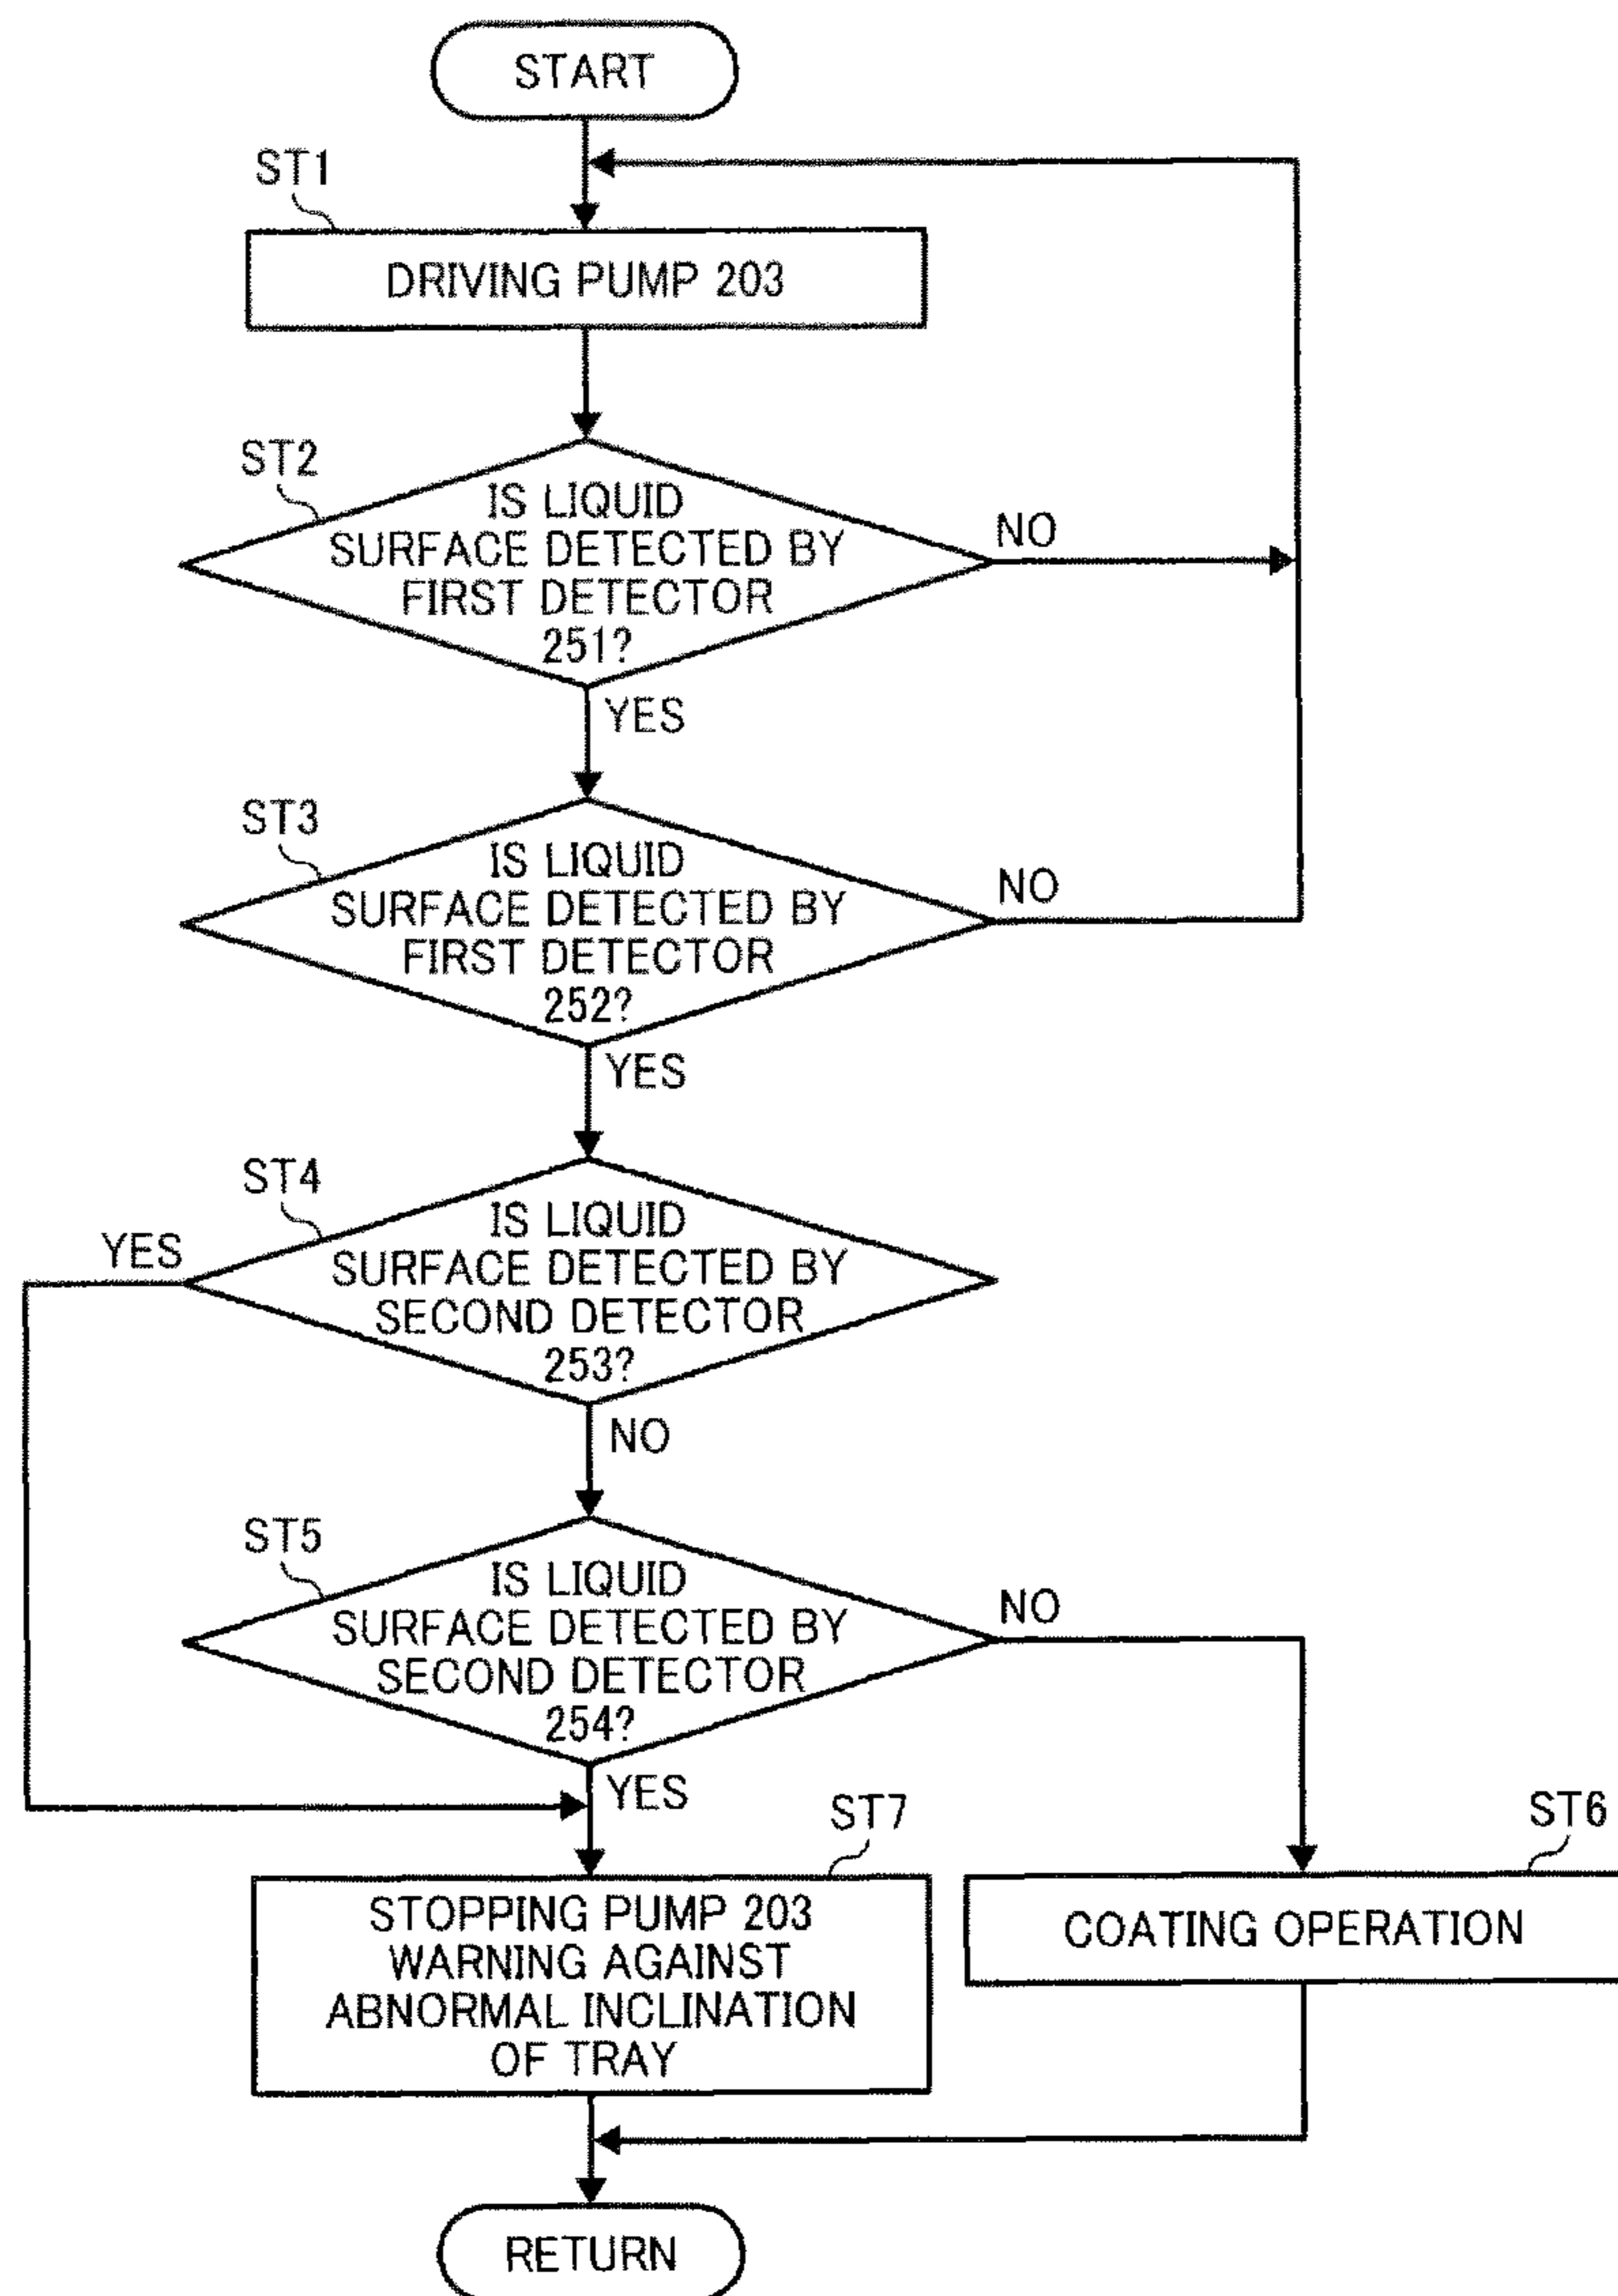 START
ST1
DRIVING PUMP 203
ST2
IS LIQUID
SURFACE DETECTED BY
FIRST DETECTOR
251?
NO
YES
ST3
IS LIQUID
SURFACE DETECTED BY
FIRST DETECTOR
252?
NO
YES
ST4
YES
IS LIQUID
SURFACE DETECTED BY
SECOND DETECTOR
253?
NO
ST5
IS LIQUID
SURFACE DETECTED BY
SECOND DETECTOR
254?
NO
YES
ST7
STOPPING PUMP 203
WARNING AGAINST
ABNORMAL INCLINATION
OF TRAY
ST6
COATING OPERATION
RETURN